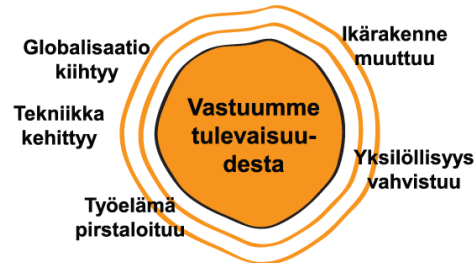 Globalisaatio
kiihtyy
Ikärakenne
muuttuu
Tekniikka
kehittyy
Vastuumme
tulevaisuu-
desta
Yksilöllisyys
vahvistuu
Työelämä
pirstaloituu